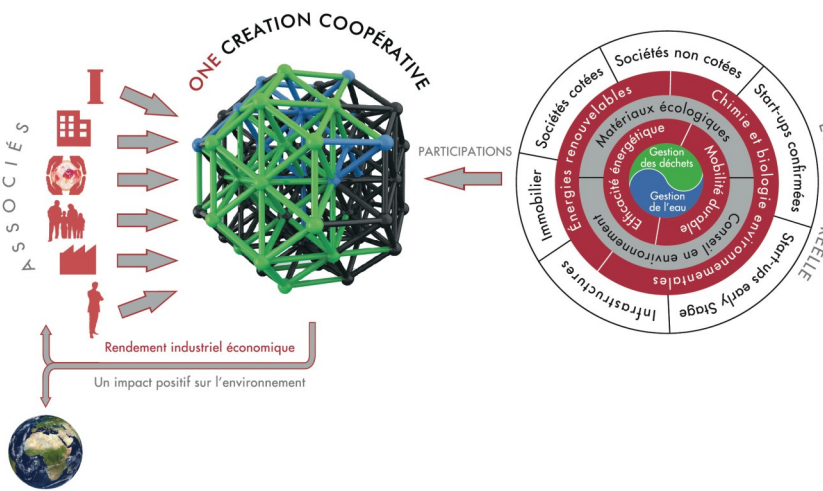 ONE CREATION COOPÉRATIVE
ASSOCIÉS
PARTICIPATIONS
Sociétés cotées
Sociétés non cotées
Start-ups confirmées
Start-ups early Stage
Infrastructures
Immobilier
Énergies renouvelables
Chimie et biologie environnementales
Matériaux écologiques
Conseil en environnement
Efficacité énergétique
Mobilité durable
Gestion
des déchets
Gestion
de l'eau
RÉELLE
Rendement industriel économique
Un impact positif sur l'environnement